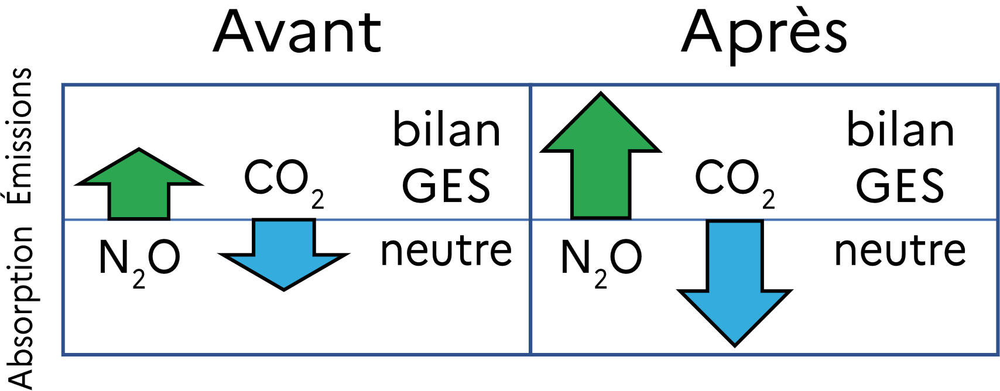 Avant
Après
Émissions
Absorption
CO₂
bilan
GES
N₂O
neutre
CO₂
bilan
GES
N₂O
neutre